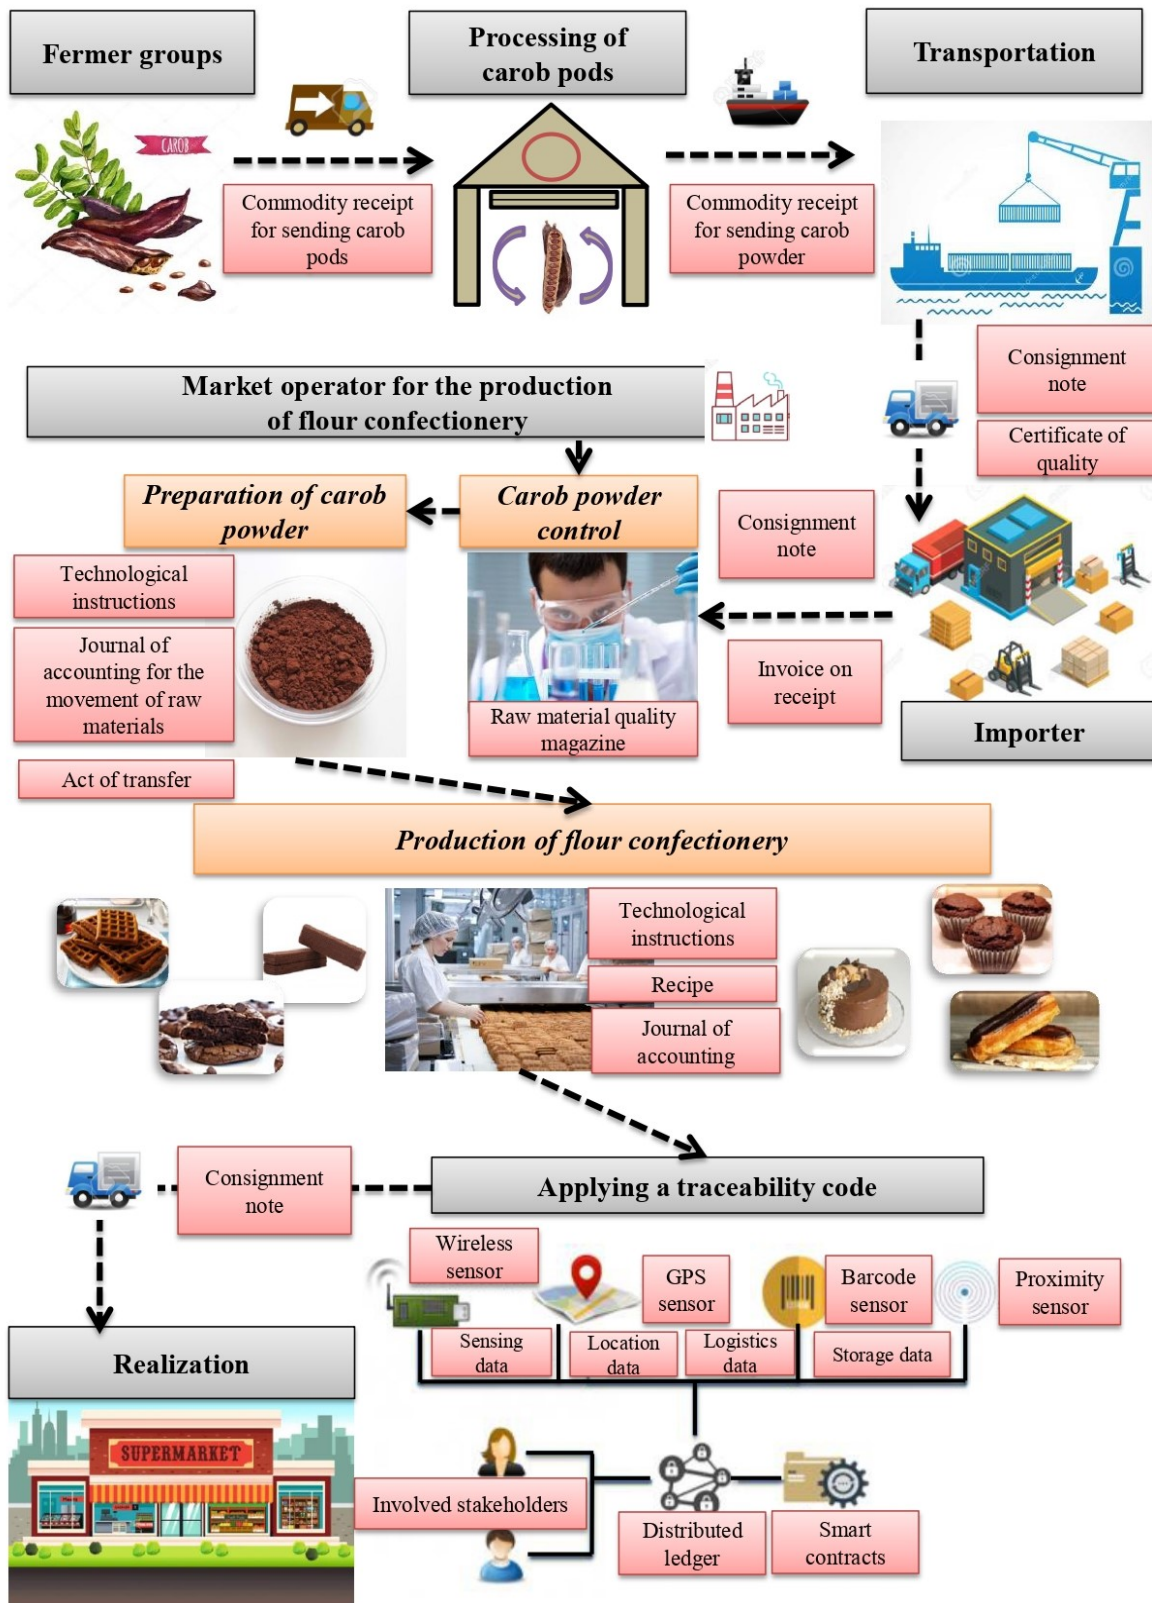 Fermer groups
Processing of
carob pods
Transportation
CAROB
Commodity receipt
for sending carob
pods
Commodity receipt
for sending carob
powder
Consignment
note
Certificate of
quality
Market operator for the production
of flour confectionery
Preparation of carob
powder
Carob powder
control
Consignment
note
Technological
instructions
Journal of
accounting for the
movement of raw
materials
Act of transfer
Raw material quality
magazine
Invoice on
receipt
Importer
Production of flour confectionery
Technological
instructions
Recipe
Journal of
accounting
Consignment
note
Applying a traceability code
Wireless
sensor
GPS
sensor
Barcode
sensor
Proximity
sensor
Sensing
data
Location
data
Logistics
data
Storage data
Realization
SUPERMARKET
Involved stakeholders
Distributed
ledger
Smart
contracts